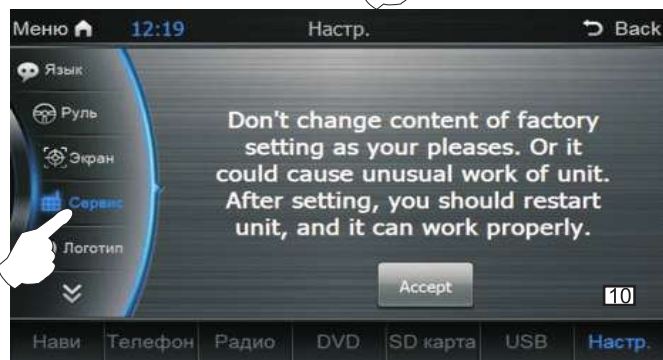 Меню 12:19 Настр. Back
Язык
Руль
Экран
Сервис
Логотип
Don't change content of factory
setting as your pleases. Or it
could cause unusual work of unit.
After setting, you should restart
unit, and it can work properly.
Accept
10
Нави Телефон Радио DVD SD карта USB Настр.